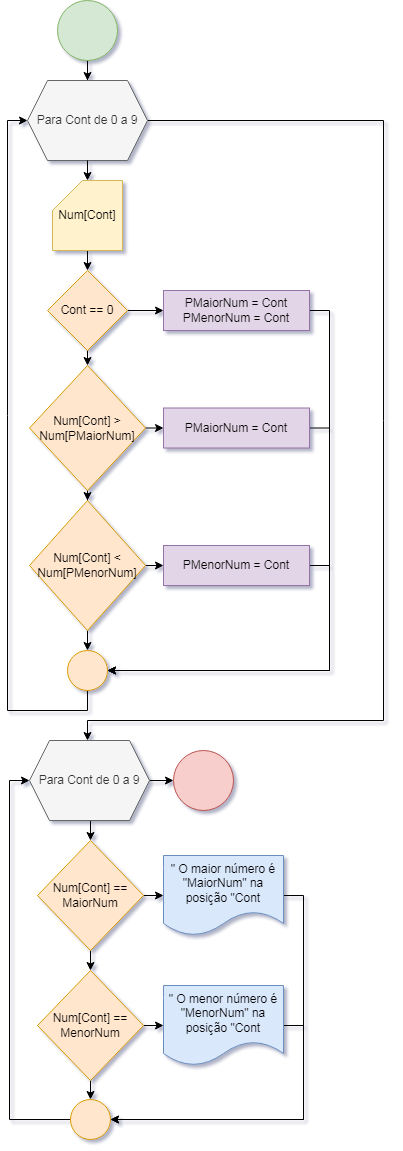 Para Cont de 0 a 9
Num[Cont]
Cont == 0
PMaiorNum = Cont
PMenorNum = Cont
Num[Cont] >
Num[PMaiorNum]
PMaiorNum = Cont
Num[Cont] <
Num[PMenorNum]
PMenorNum = Cont
Para Cont de 0 a 9
Num[Cont] ==
MaiorNum
" O maior número é
"MaiorNum" na
posição "Cont
Num[Cont] ==
MenorNum
" O menor número é
"MenorNum" na
posição "Cont